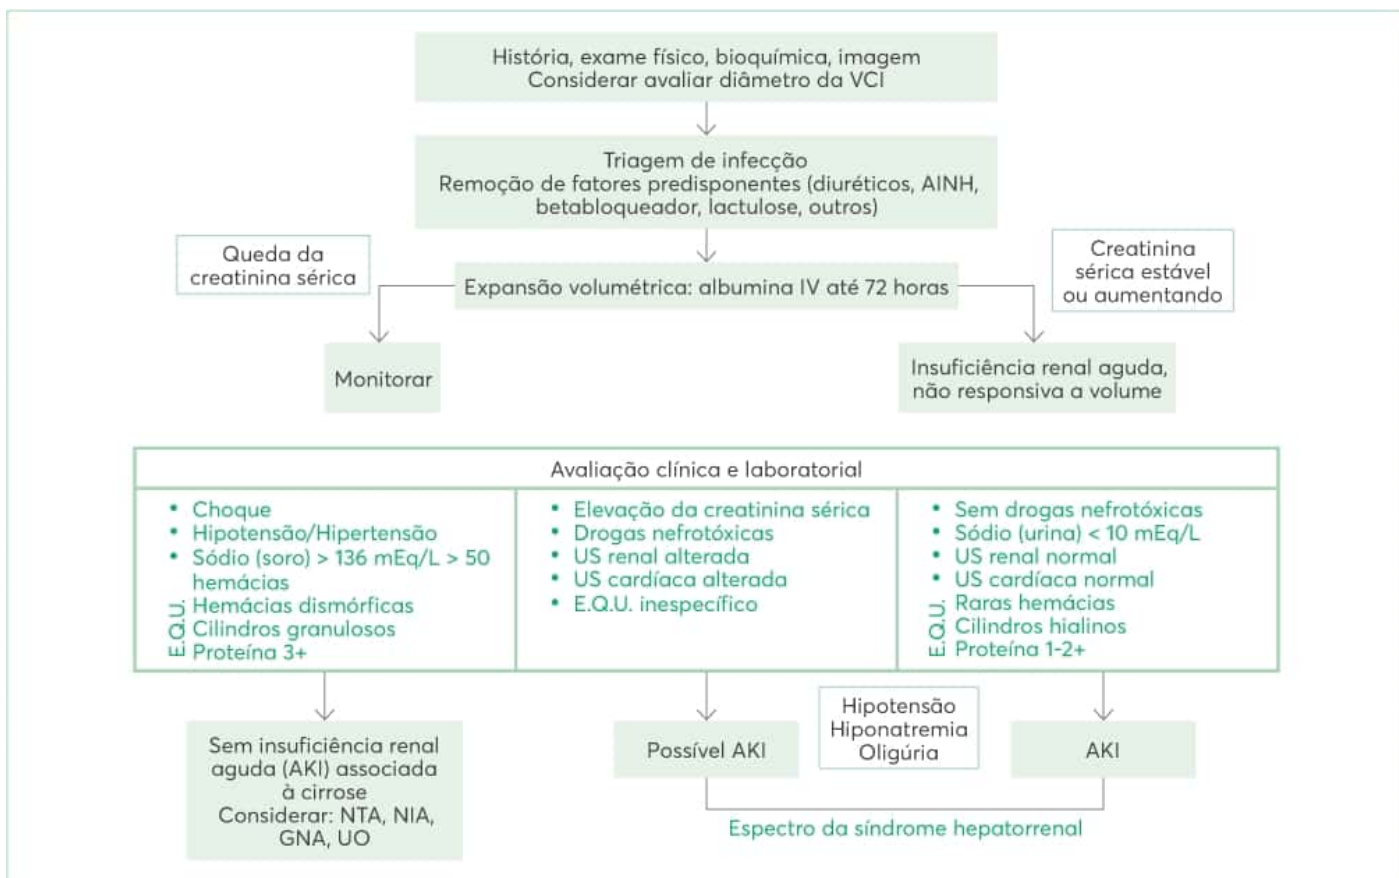 História, exame físico, bioquímica, imagem
Considerar avaliar diâmetro da VCI
Triagem de infecção
Remoção de fatores predisponentes (diuréticos, AINH,
betabloqueador, lactulose, outros)
Queda da
creatinina sérica
Expansão volumétrica: albumina IV até 72 horas
Creatinina
sérica estável
ou aumentando
Monitorar
Insuficiência renal aguda,
não responsiva a volume
Avaliação clínica e laboratorial
• Choque
• Hipotensão/Hipertensão
• Sódio (soro) > 136 mEq/L > 50
hemácias
E.Q.U.
Hemácias dismórficas
Cilindros granulosos
Proteína 3+
• Elevação da creatinina sérica
• Drogas nefrotóxicas
• US renal alterada
• US cardíaca alterada
• E.Q.U. inespecífico
• Sem drogas nefrotóxicas
• Sódio (urina) < 10 mEq/L
• US renal normal
• US cardíaca normal
E.Q.U.
Raras hemácias
Cilindros hialinos
Proteína 1-2+
Sem insuficiência renal
aguda (AKI) associada
à cirrose
Considerar: NTA, NIA,
GNA, UO
Possível AKI
Hipotensão
Hiponatremia
Oligúria
AKI
Espectro da síndrome hepatorrenal